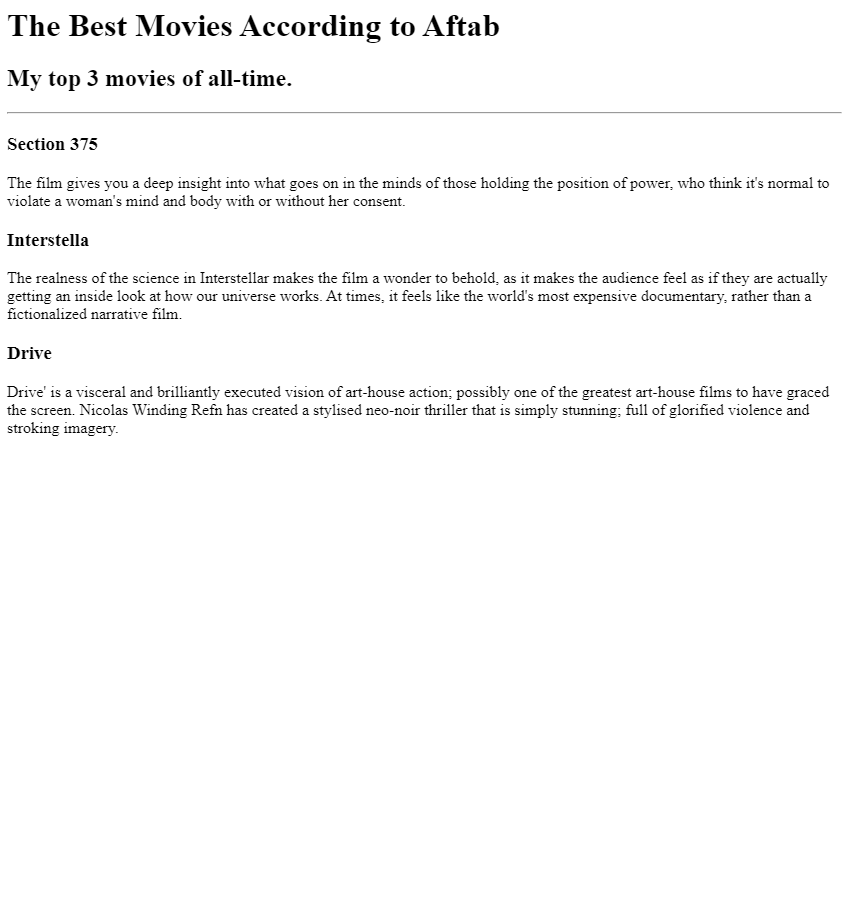 The Best Movies According to Aftab
My top 3 movies of all-time.
Section 375
The film gives you a deep insight into what goes on in the minds of those holding the position of power, who think it's normal to
violate a woman's mind and body with or without her consent.
Interstella
The realness of the science in Interstellar makes the film a wonder to behold, as it makes the audience feel as if they are actually
getting an inside look at how our universe works. At times, it feels like the world's most expensive documentary, rather than a
fictionalized narrative film.
Drive
Drive' is a visceral and brilliantly executed vision of art-house action; possibly one of the greatest art-house films to have graced
the screen. Nicolas Winding Refn has created a stylised neo-noir thriller that is simply stunning; full of glorified violence and
stroking imagery.